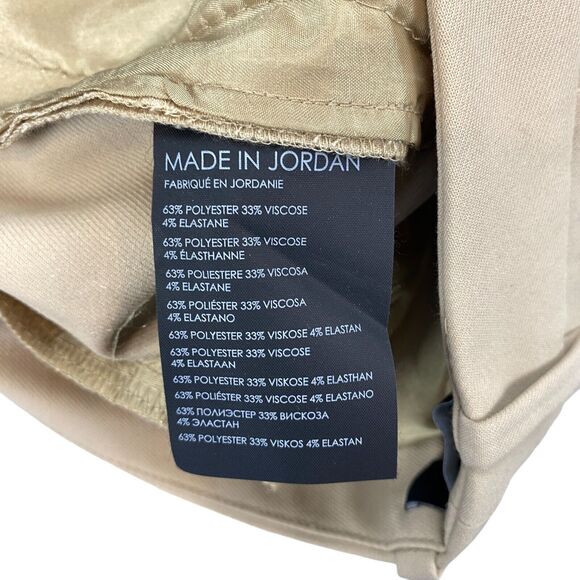 MADE IN JORDAN
FABRIQUÉ EN JORDANIE
63% POLYESTER 33% VISCOSE
4% ELASTANE
63% POLYESTER 33% VISCOSE
4% ÉLASTHANNE
63% POLIESTERE 33% VISCOSA
4% ELASTANE
63% POLIÉSTER 33% VISCOSA
4% ELASTANO
63% POLYESTER 33% VISKOSE 4% ELASTAN
63% POLYESTER 33% VISCOSE
4% ELASTAAN
63% POLYESTER 33% VISKOSE 4% ELASTHAN
63% POLIÉSTER 33% VISCOSE 4% ELASTANO
63% ПОЛИЭСТЕР 33% ВИСКОЗА
4% ЭЛАСТАН
63% POLYESTER 33% VISKOS 4% ELASTAN